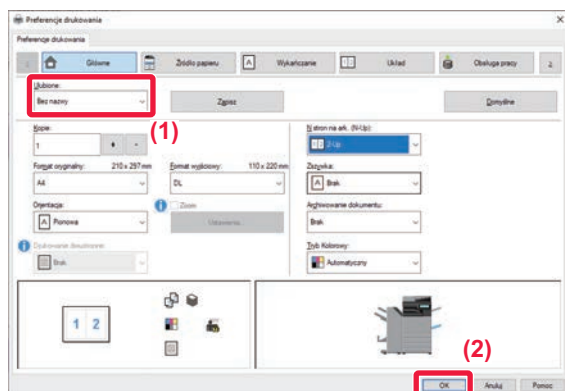 Preferencje drukowania
Preferencje drukowania
Główne Źródło papieru Wykańczanie Układ Obsługa pracy
Ulubione:
Bez nazwy Zapisz Domyślne
(1)
Kopie: N stron na ark. (N-Up):
1 + - 2-Up
Format oryginalny: 210 x 297 mm Format wyjściowy: 110 x 220 mm Zszywka:
A4 DL Brak
Orientacja: Zoom Archiwowanie dokumentu:
Pionowa Ustawienia... Brak
Drukowanie dwustronne: Tryb Kolorowy:
Brak Automatyczny
1 2
(2)
OK Anuluj Pomoc